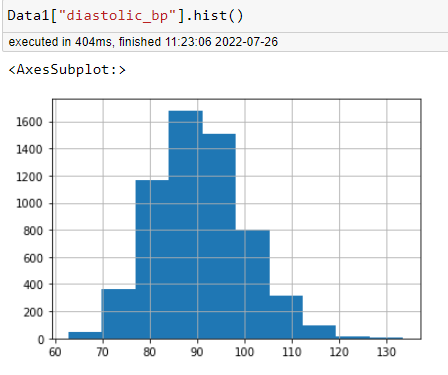 Data1["diastolic_bp"].hist()
executed in 404ms, finished 11:23:06 2022-07-26
<AxesSubplot:>
1600
1400
1200
1000
800
600
400
200
0
60 70 80 90 100 110 120 130